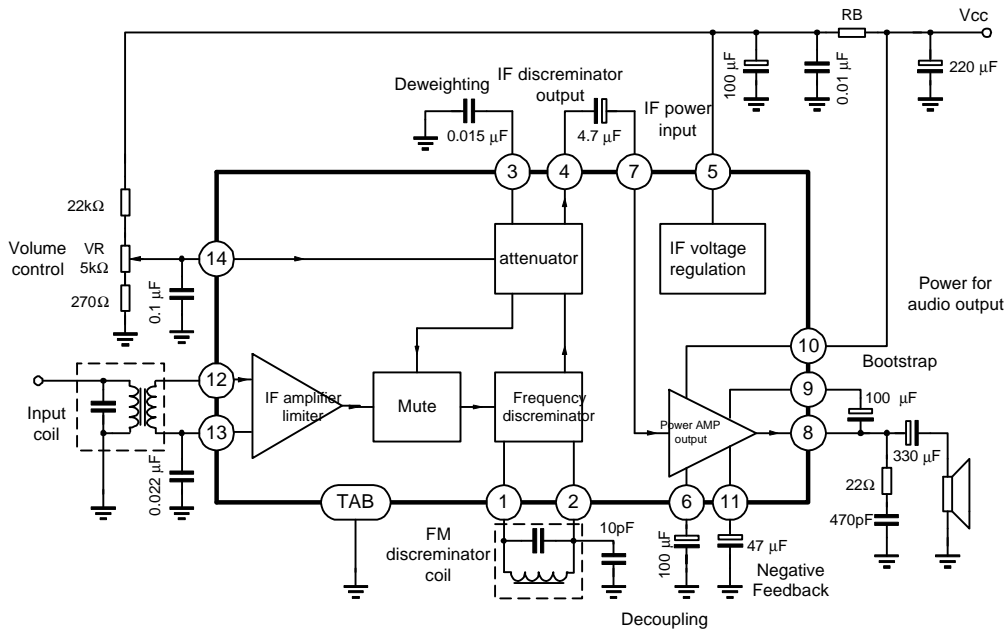 RB
Vcc
100 μF
0.01 μF
220 μF
IF discreminator
output
Deweighting
0.015 μF
4.7 μF
IF power
input
3
4
7
5
22kΩ
Volume
control
VR
5kΩ
14
attenuator
IF voltage
regulation
270Ω
0.1 μF
Power for
audio output
10
Bootstrap
12
IF amplifier
limiter
Mute
Frequency
discreminator
9
100 μF
Input
coil
13
Power AMP
output
8
330 μF
0.022 μF
22Ω
TAB
1
2
6
11
470pF
FM
discreminator
coil
10pF
100 μF
47 μF
Negative
Feedback
Decoupling